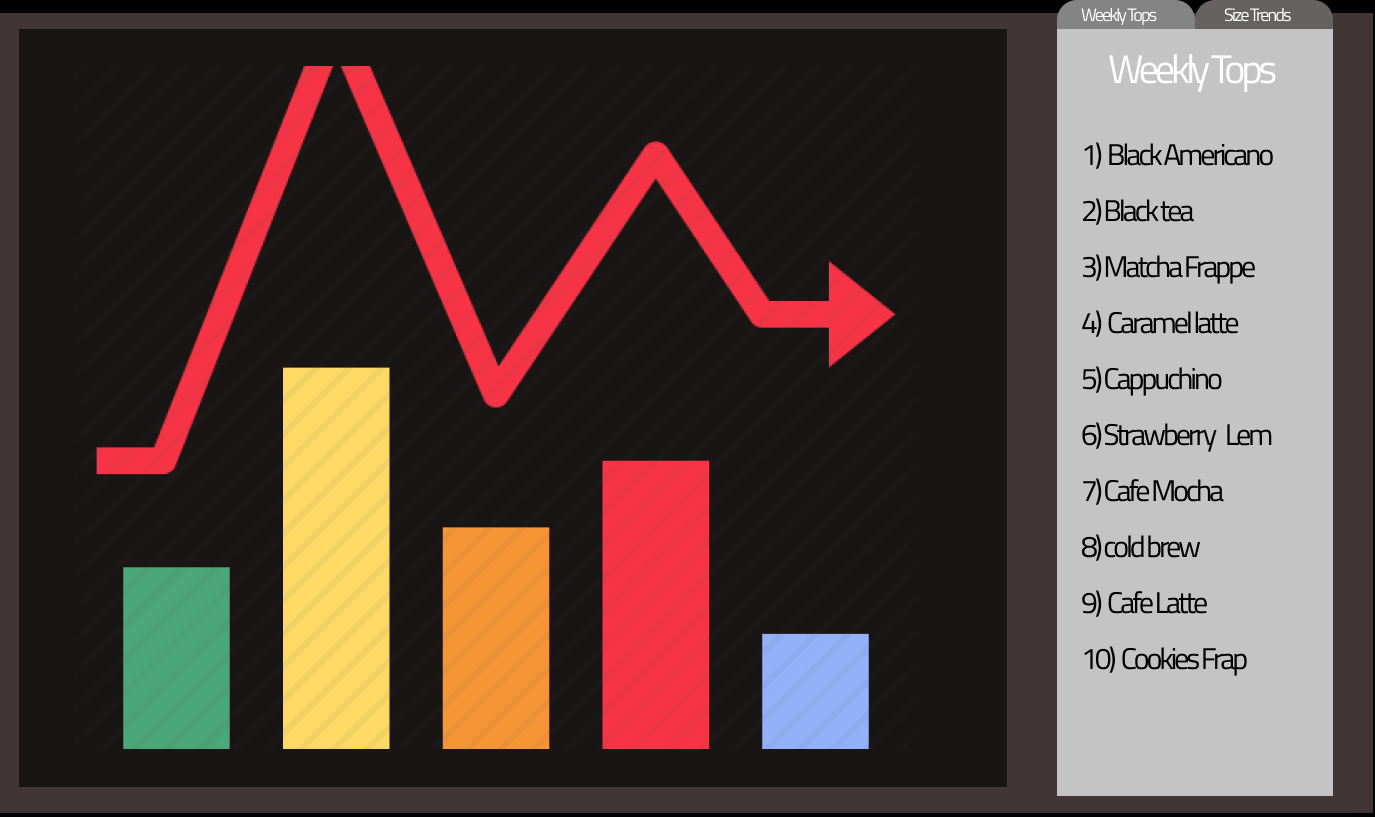 Weekly Tops
Size Trends
Weekly Tops
1) Black Americano
2) Black tea
3) Matcha Frappe
4) Caramel latte
5) Cappuchino
6) Strawberry Lem
7) Cafe Mocha
8) cold brew
9) Cafe Latte
10) Cookies Frap